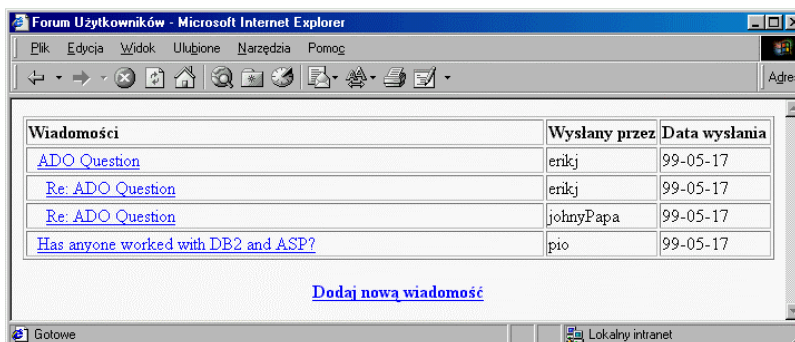 Forum Użytkowników - Microsoft Internet Explorer
Plik Edycja Widok Ulubione Narzędzia Pomoc
Adres
Wiadomości Wysłany przez Data wysłania
ADO Question erikj 99-05-17
Re: ADO Question erikj 99-05-17
Re: ADO Question johnyPapa 99-05-17
Has anyone worked with DB2 and ASP? pio 99-05-17
Dodaj nową wiadomość
Gotowe Lokalny intranet